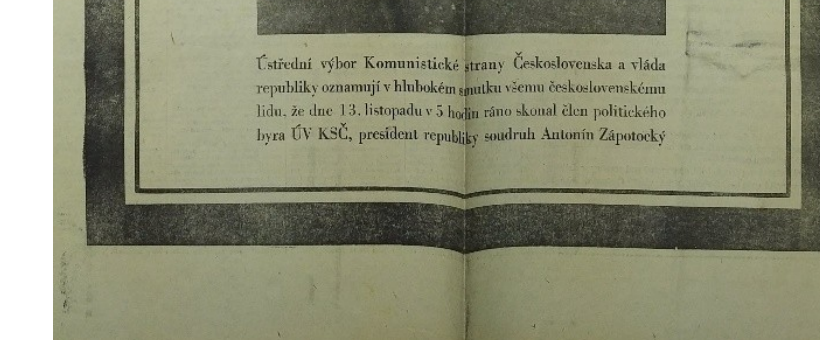 Ústřední výbor Komunistické strany Československa a vláda
republiky oznamují v hlubokém smutku všemu československému
lidu, že dne 13. listopadu v 5 hodin ráno skonal člen politického
byra ÚV KSČ, president republiky soudruh Antonín Zápotocký